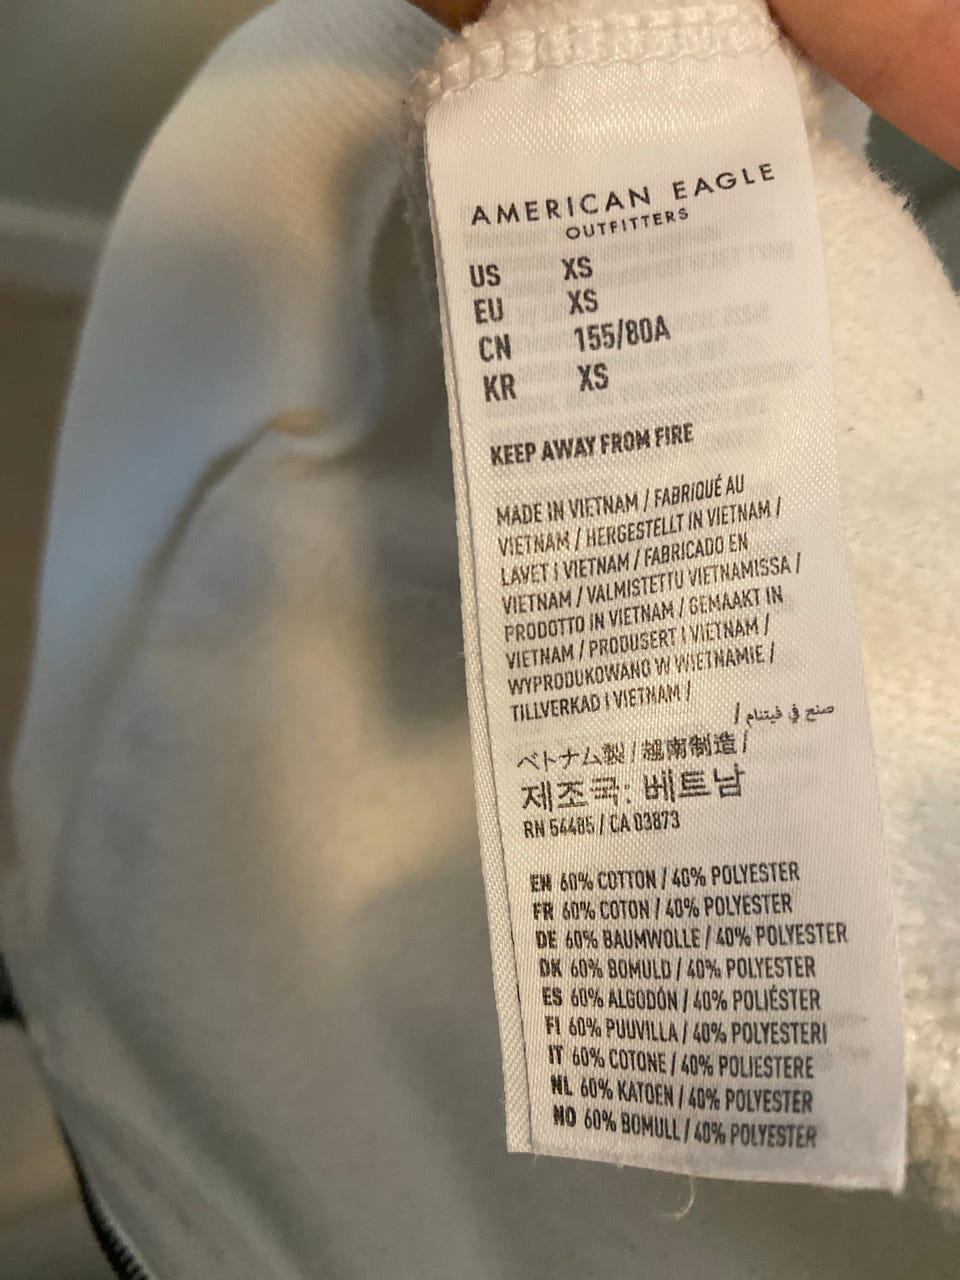 AMERICAN EAGLE
OUTFITTERS
US XS
EU XS
CN 155/80A
KR XS
KEEP AWAY FROM FIRE
MADE IN VIETNAM / FABRIQUÉ AU
VIETNAM / HERGESTELLT IN VIETNAM /
LAVET I VIETNAM / FABRICADO EN
VIETNAM / VALMISTETTU VIETNAMISSA /
PRODOTTO IN VIETNAM / GEMAAKT IN
VIETNAM / PRODUSERT I VIETNAM /
WYPRODUKOWANO W WIETNAMIE /
TILLVERKAD I VIETNAM /
صنع في فيتنام /
ベトナム製 / 越南制造 /
제조국: 베트남
RN 54485 / CA 03873
EN 60% COTTON / 40% POLYESTER
FR 60% COTON / 40% POLYESTER
DE 60% BAUMWOLLE / 40% POLYESTER
DK 60% BOMULD / 40% POLYESTER
ES 60% ALGODÓN / 40% POLIÉSTER
FI 60% PUUVILLA / 40% POLYESTERI
IT 60% COTONE / 40% POLIESTERE
NL 60% KATOEN / 40% POLYESTER
NO 60% BOMULL / 40% POLYESTER